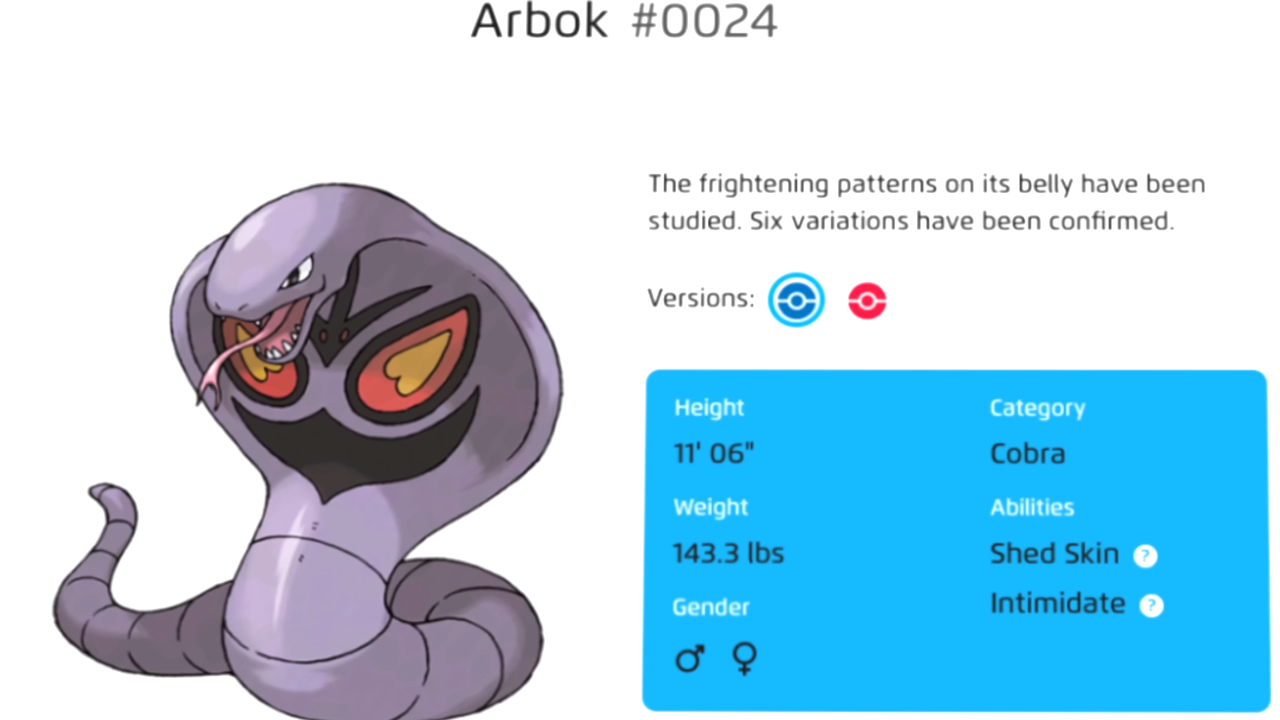 Arbok #0024
The frightening patterns on its belly have been
studied. Six variations have been confirmed.
Versions:
Height
11' 06"
Weight
143.3 lbs
Gender
♂ ♀
Category
Cobra
Abilities
Shed Skin ?
Intimidate ?